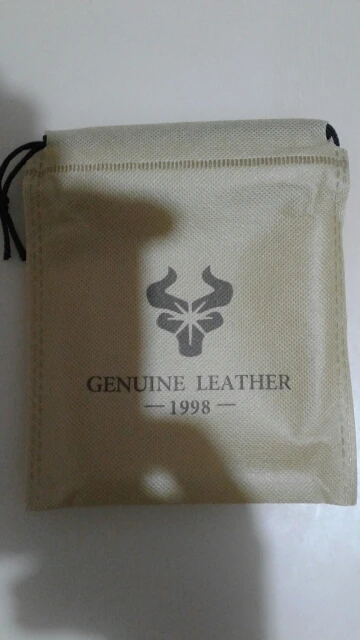 GENUINE LEATHER
— 1998 —